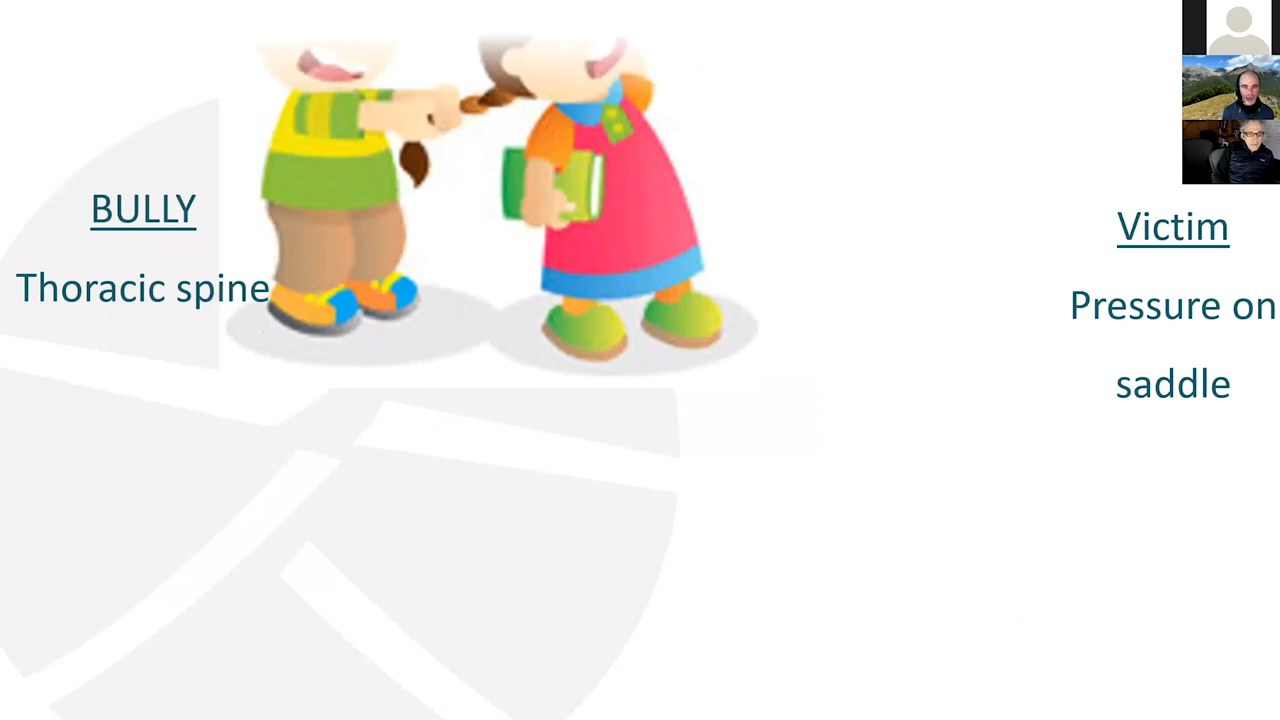 BULLY
Thoracic spine
Victim
Pressure on
saddle